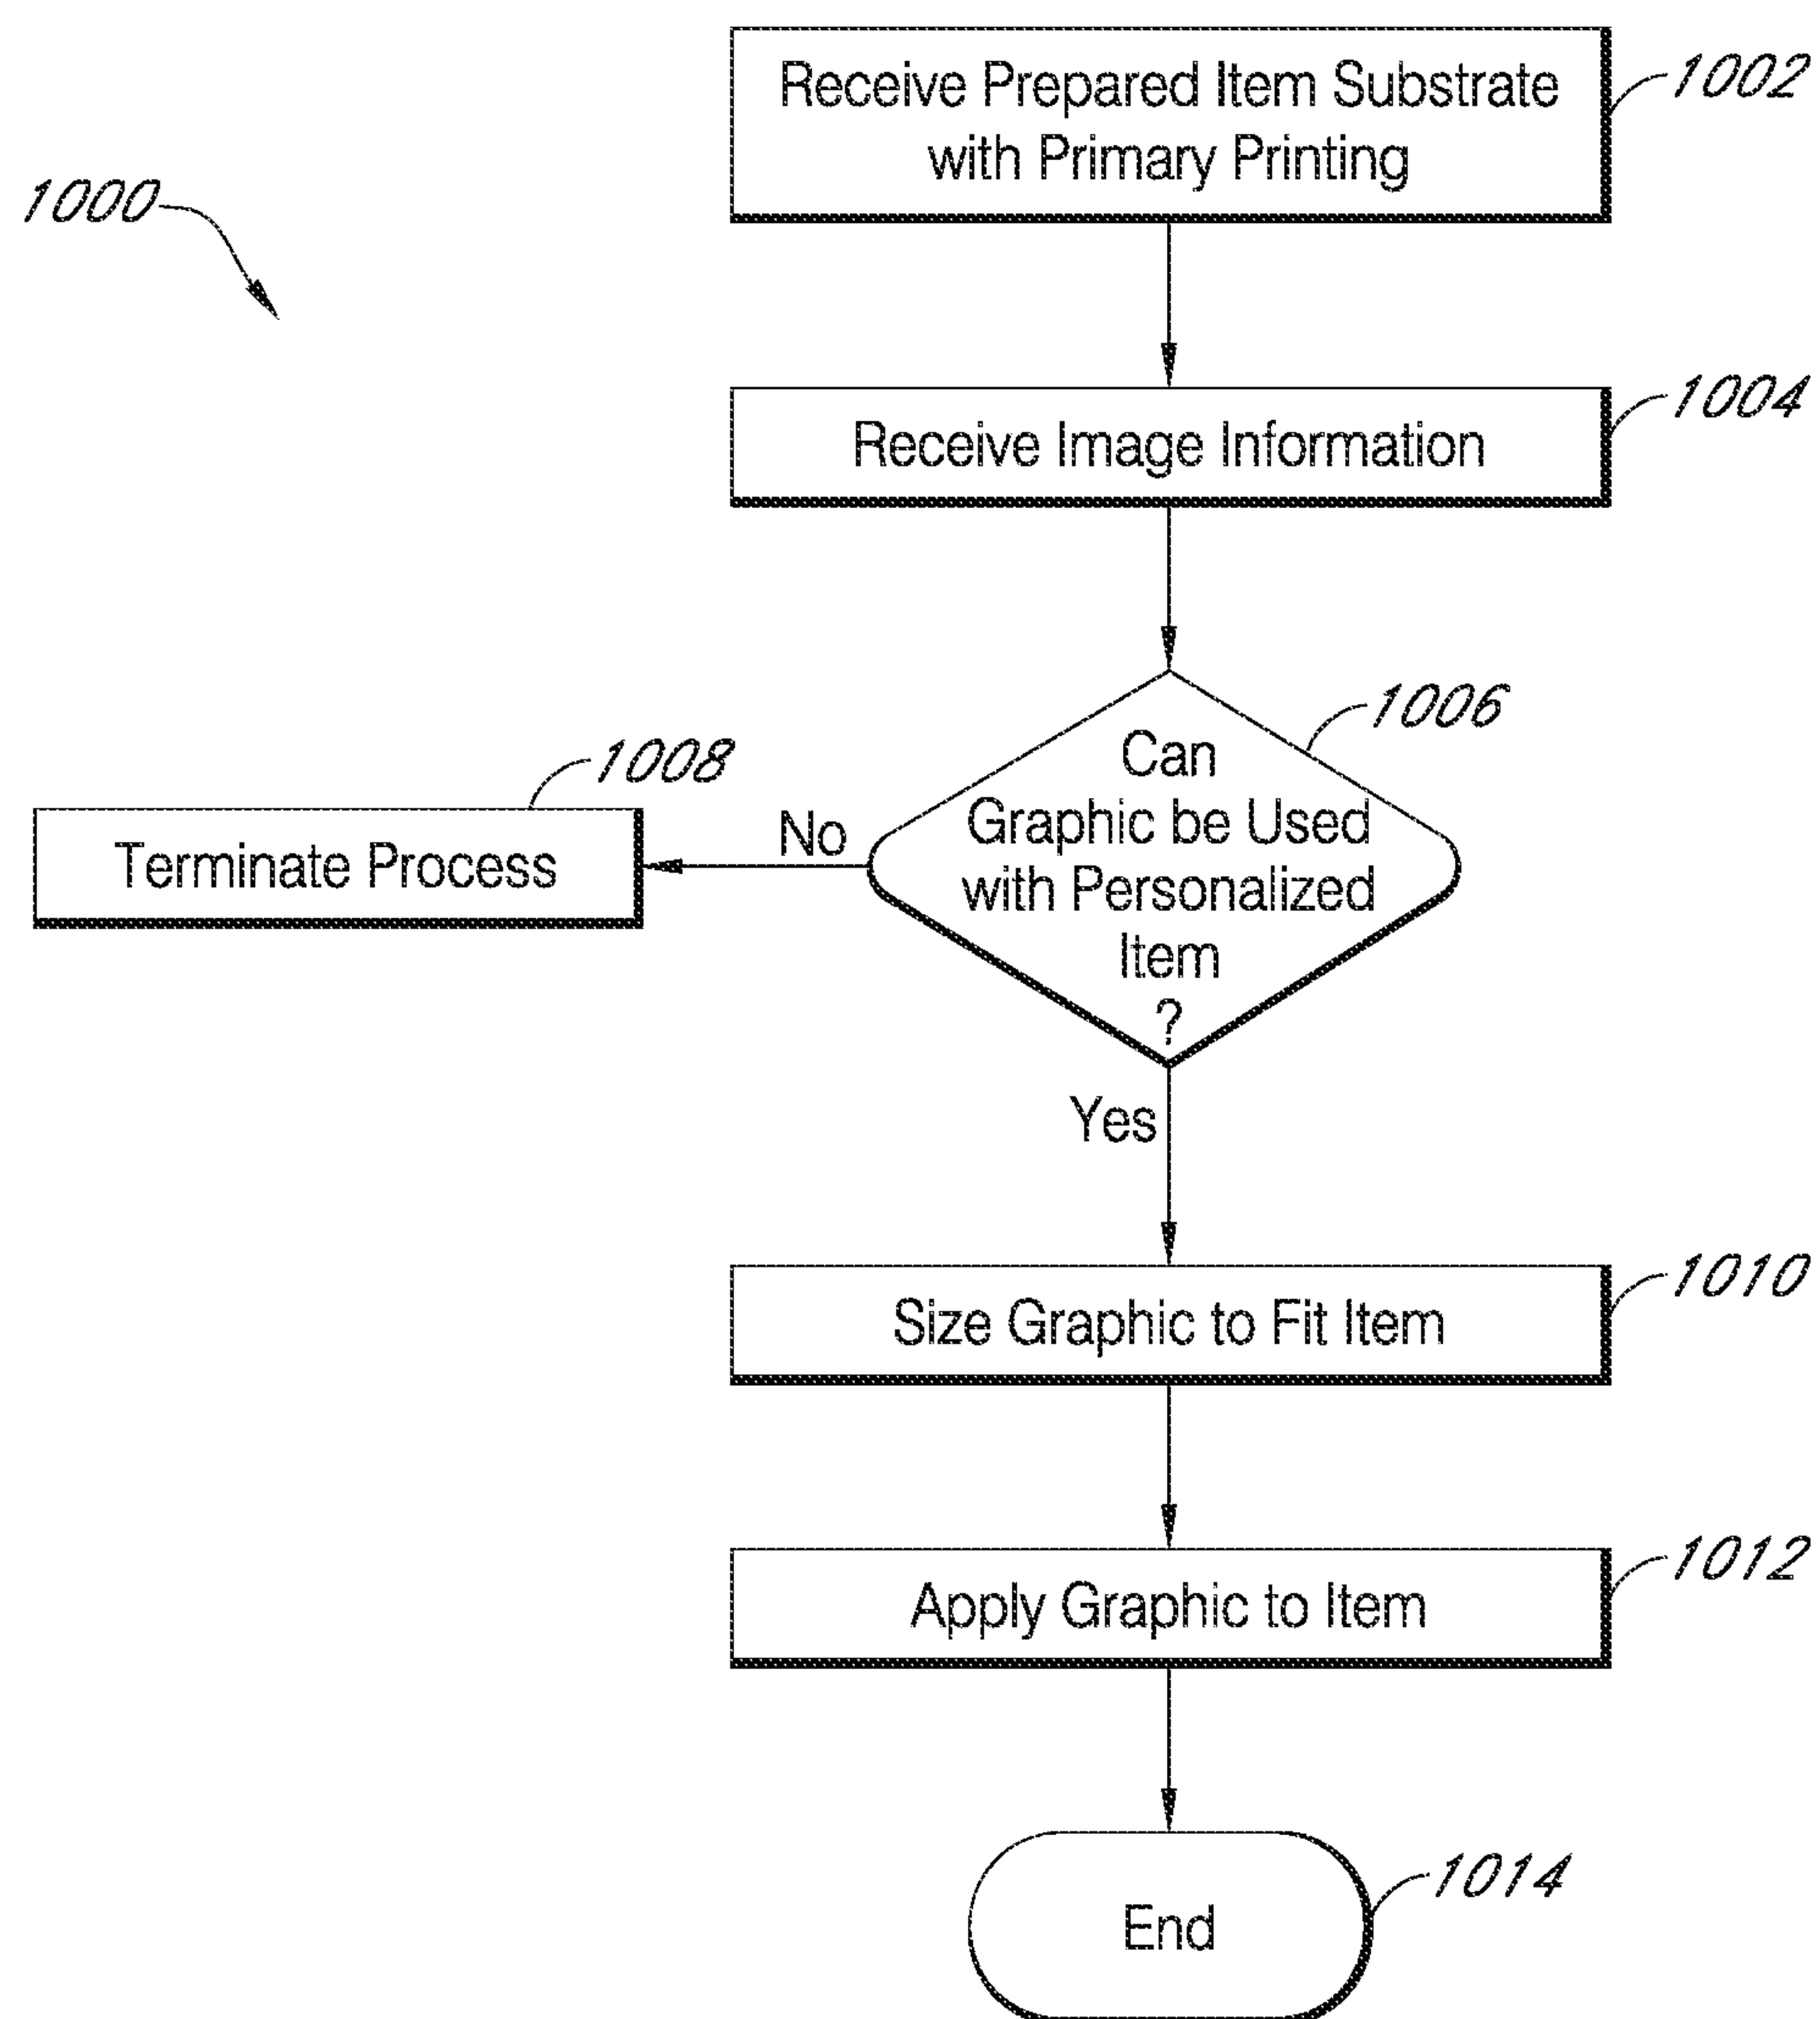 Receive Prepared Item Substrate
with Primary Printing
1002
1000
Receive Image Information
1004
Can
Graphic be Used
with Personalized
Item
?
1006
No
Terminate Process
1008
Yes
Size Graphic to Fit Item
1010
Apply Graphic to Item
1012
End
1014